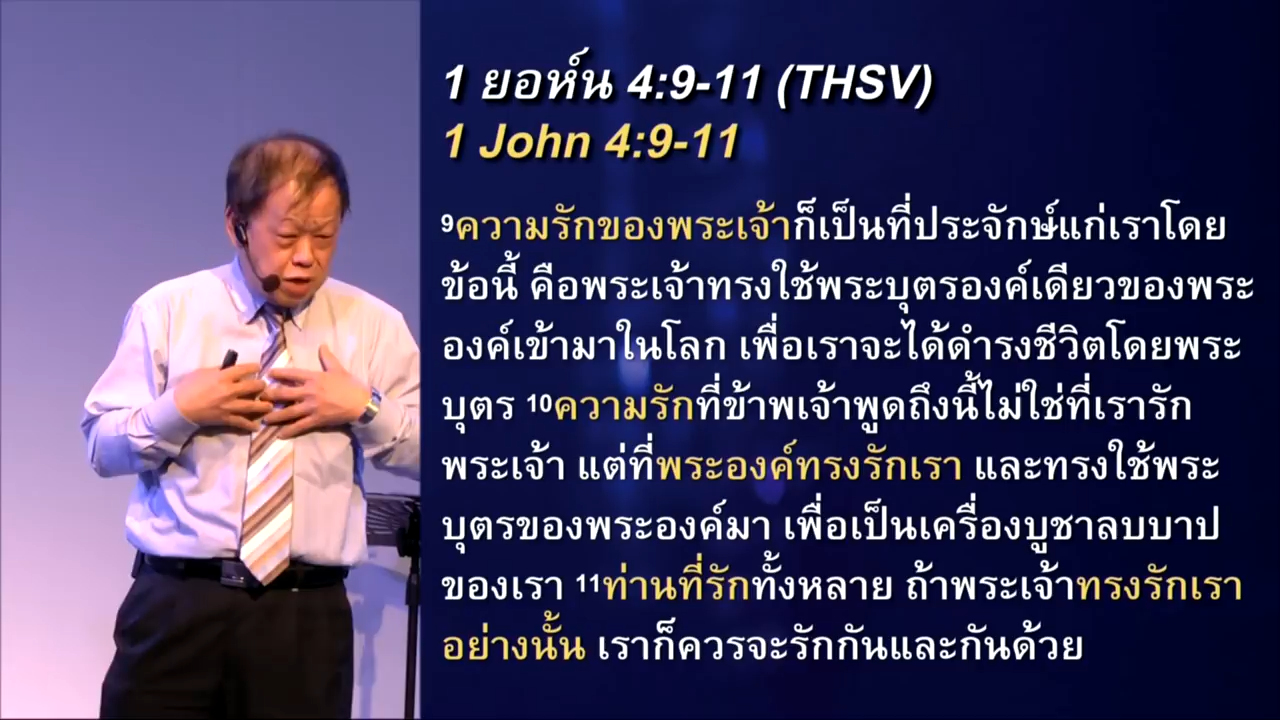 1 ยอห์น 4:9-11 (THSV)
1 John 4:9-11
⁹ความรักของพระเจ้าก็เป็นที่ประจักษ์แก่เราโดย
ข้อนี้ คือพระเจ้าทรงใช้พระบุตรองค์เดียวของพระ
องค์เข้ามาในโลก เพื่อเราจะได้ดำรงชีวิตโดยพระ
บุตร ¹⁰ความรักที่ข้าพเจ้าพูดถึงนี้ไม่ใช่ที่เรารัก
พระเจ้า แต่ที่พระองค์ทรงรักเรา และทรงใช้พระ
บุตรของพระองค์มา เพื่อเป็นเครื่องบูชาลบบาป
ของเรา ¹¹ท่านที่รักทั้งหลาย ถ้าพระเจ้าทรงรักเรา
อย่างนั้น เราก็ควรจะรักกันและกันด้วย